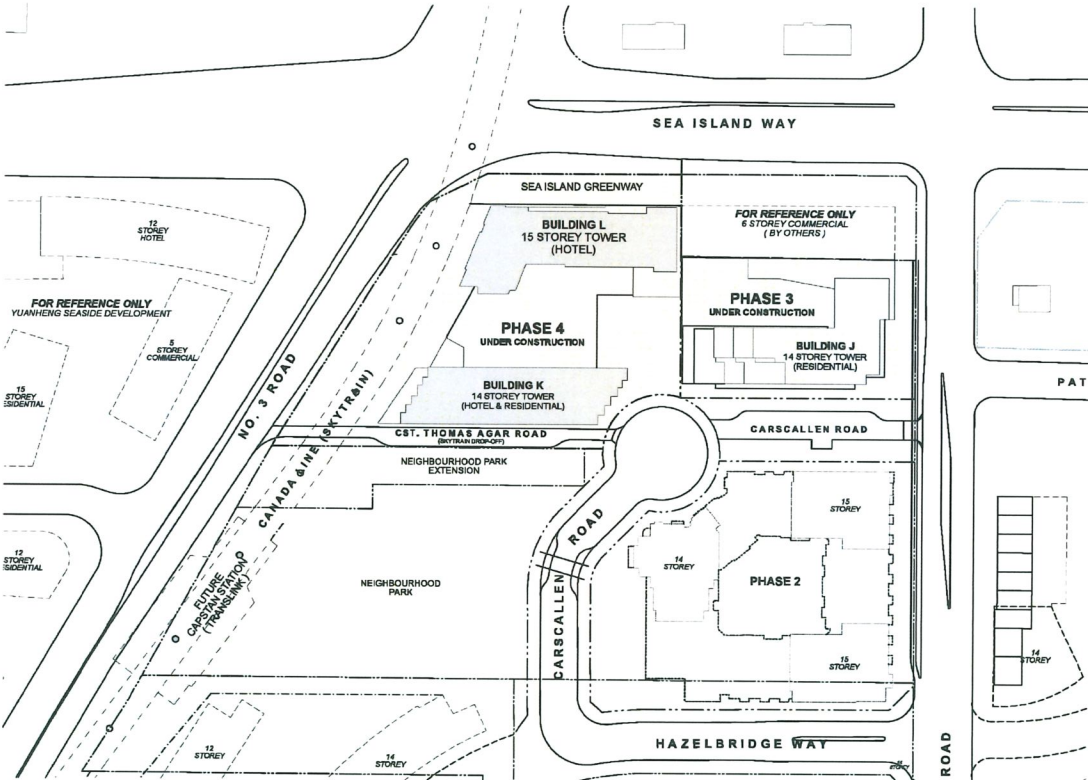 SEA ISLAND WAY
SEA ISLAND GREENWAY
BUILDING L
15 STOREY TOWER
(HOTEL)
FOR REFERENCE ONLY
6 STOREY COMMERCIAL
( BY OTHERS )
12
STOREY
HOTEL
FOR REFERENCE ONLY
YUANHENG SEASIDE DEVELOPMENT
5
STOREY
COMMERCIAL
PHASE 3
UNDER CONSTRUCTION
PHASE 4
UNDER CONSTRUCTION
BUILDING J
14 STOREY TOWER
(RESIDENTIAL)
15
STOREY
ESIDENTIAL
NO. 3 ROAD
CANADA LINE (SKYTRAIN)
BUILDING K
14 STOREY TOWER
(HOTEL & RESIDENTIAL)
PAT
CST. THOMAS AGAR ROAD
(SKYTRAIN DROP-OFF)
CARSCALLEN ROAD
NEIGHBOURHOOD PARK
EXTENSION
15
STOREY
12
STOREY
ESIDENTIAL
FUTURE
CAPSTAN STATION
( TRANSLINK )
NEIGHBOURHOOD
PARK
CARSCALLEN ROAD
14
STOREY
PHASE 2
15
STOREY
14
STOREY
12
STOREY
14
STOREY
HAZELBRIDGE WAY
ROAD